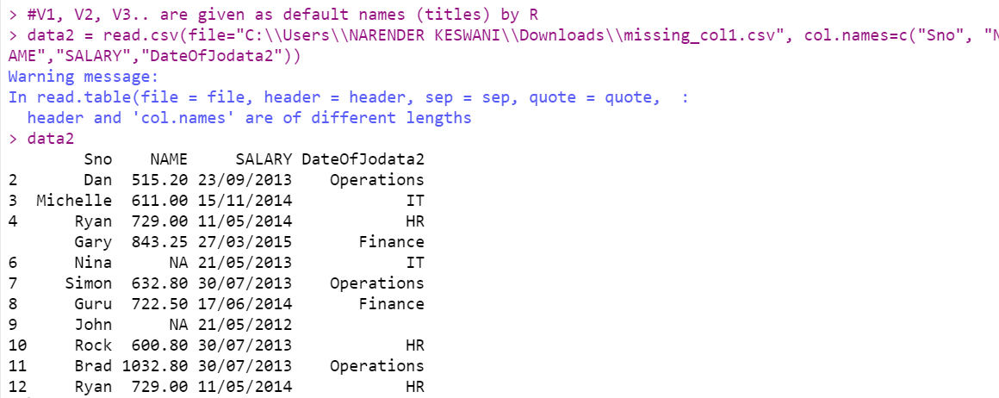 > #V1, V2, V3.. are given as default names (titles) by R
> data2 = read.csv(file="C:\\Users\\NARENDER KESWANI\\Downloads\\missing_col1.csv", col.names=c("Sno", "N
AME","SALARY","DateOfJodata2"))
Warning message:
In read.table(file = file, header = header, sep = sep, quote = quote,  :
  header and 'col.names' are of different lengths
> data2
        Sno    NAME     SALARY DateOfJodata2
2       Dan  515.20 23/09/2013    Operations
3  Michelle  611.00 15/11/2014            IT
4      Ryan  729.00 11/05/2014            HR
       Gary  843.25 27/03/2015       Finance
6      Nina      NA 21/05/2013            IT
7     Simon  632.80 30/07/2013    Operations
8      Guru  722.50 17/06/2014       Finance
9      John      NA 21/05/2012
10     Rock  600.80 30/07/2013            HR
11     Brad 1032.80 30/07/2013    Operations
12     Ryan  729.00 11/05/2014            HR